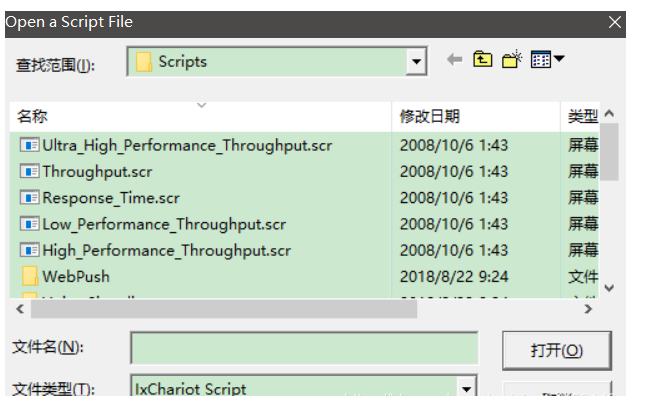 Open a Script File
查找范围(I): Scripts
名称 修改日期 类型
Ultra_High_Performance_Throughput.scr 2008/10/6 1:43 屏幕
Throughput.scr 2008/10/6 1:43 屏幕
Response_Time.scr 2008/10/6 1:43 屏幕
Low_Performance_Throughput.scr 2008/10/6 1:43 屏幕
High_Performance_Throughput.scr 2008/10/6 1:43 屏幕
WebPush 2018/8/22 9:24 文件
文件名(N): 打开(O)
文件类型(T): IxChariot Script